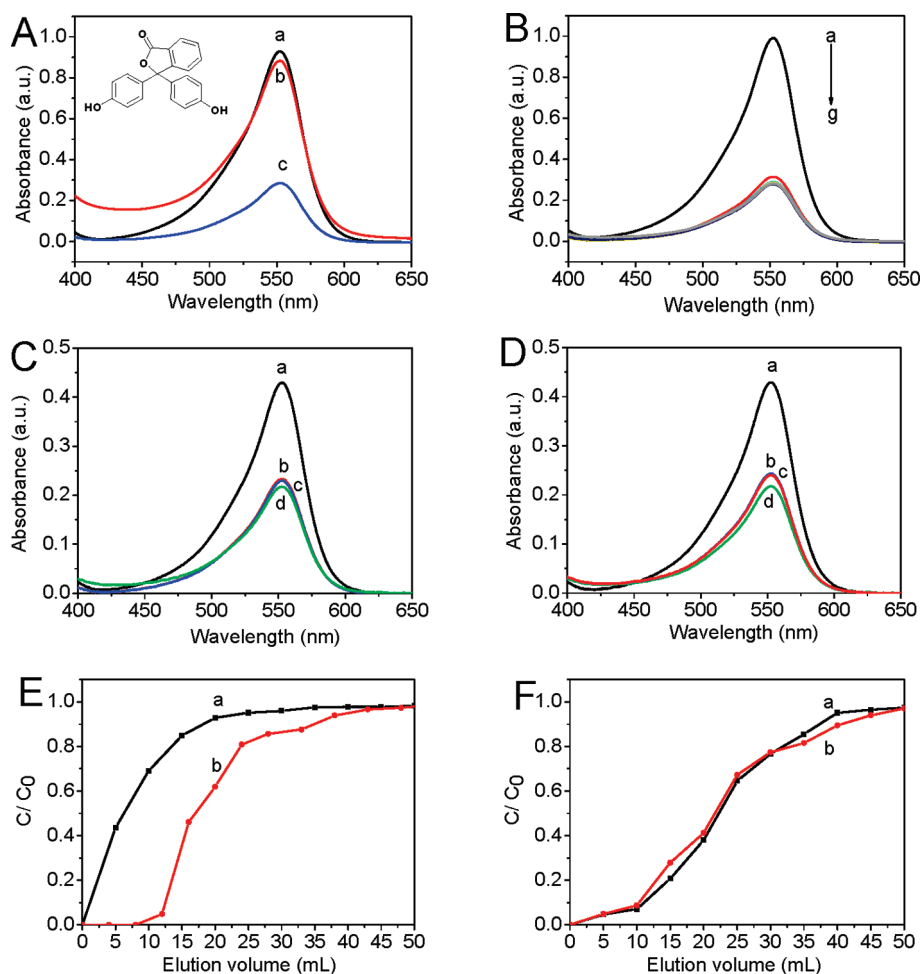 A
O
O
HO
OH
a
b
c
Absorbance (a.u.)
1.0
0.8
0.6
0.4
0.2
0.0
400 450 500 550 600 650
Wavelength (nm)
B
a
g
Absorbance (a.u.)
1.0
0.8
0.6
0.4
0.2
0.0
400 450 500 550 600 650
Wavelength (nm)
C
a
b
c
d
Absorbance (a.u.)
0.5
0.4
0.3
0.2
0.1
0.0
400 450 500 550 600 650
Wavelength (nm)
D
a
b
c
d
Absorbance (a.u.)
0.5
0.4
0.3
0.2
0.1
0.0
400 450 500 550 600 650
Wavelength (nm)
E
a
b
C/ C0
1.0
0.8
0.6
0.4
0.2
0.0
0 5 10 15 20 25 30 35 40 45 50
Elution volume (mL)
F
a
b
C/ C0
1.0
0.8
0.6
0.4
0.2
0.0
0 5 10 15 20 25 30 35 40 45 50
Elution volume (mL)